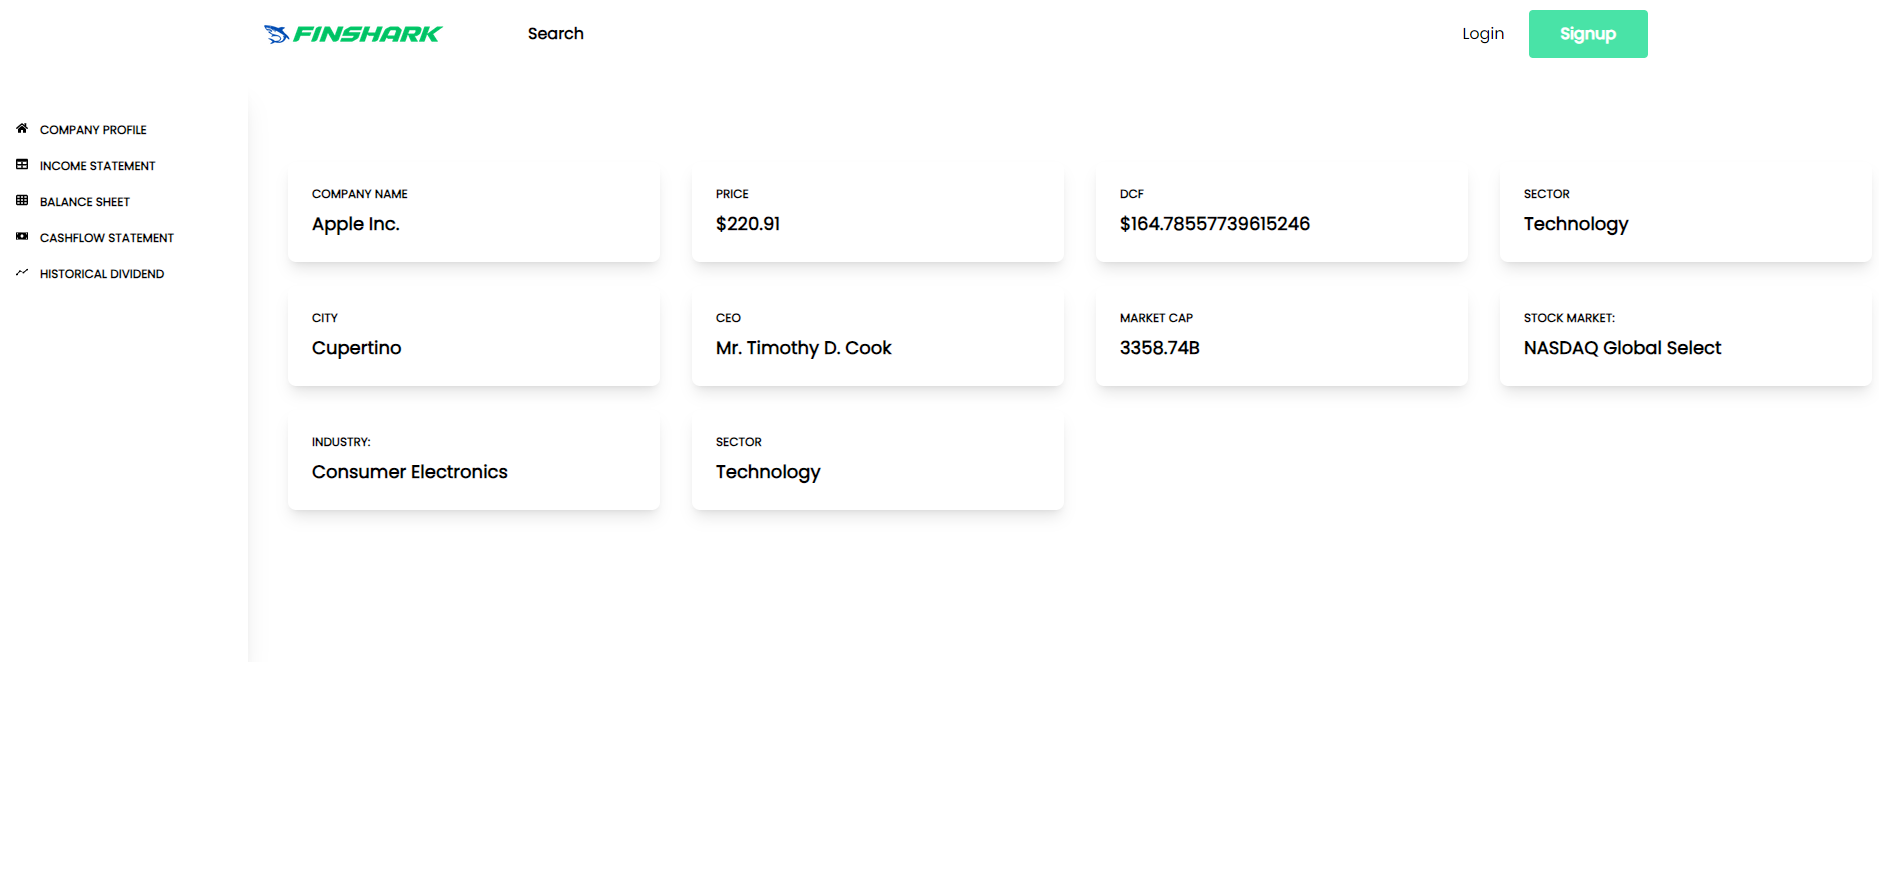 FINSHARK
Search
Login
Signup
COMPANY PROFILE
INCOME STATEMENT
BALANCE SHEET
CASHFLOW STATEMENT
HISTORICAL DIVIDEND
COMPANY NAME
Apple Inc.
PRICE
$220.91
DCF
$164.78557739615246
SECTOR
Technology
CITY
Cupertino
CEO
Mr. Timothy D. Cook
MARKET CAP
3358.74B
STOCK MARKET:
NASDAQ Global Select
INDUSTRY:
Consumer Electronics
SECTOR
Technology